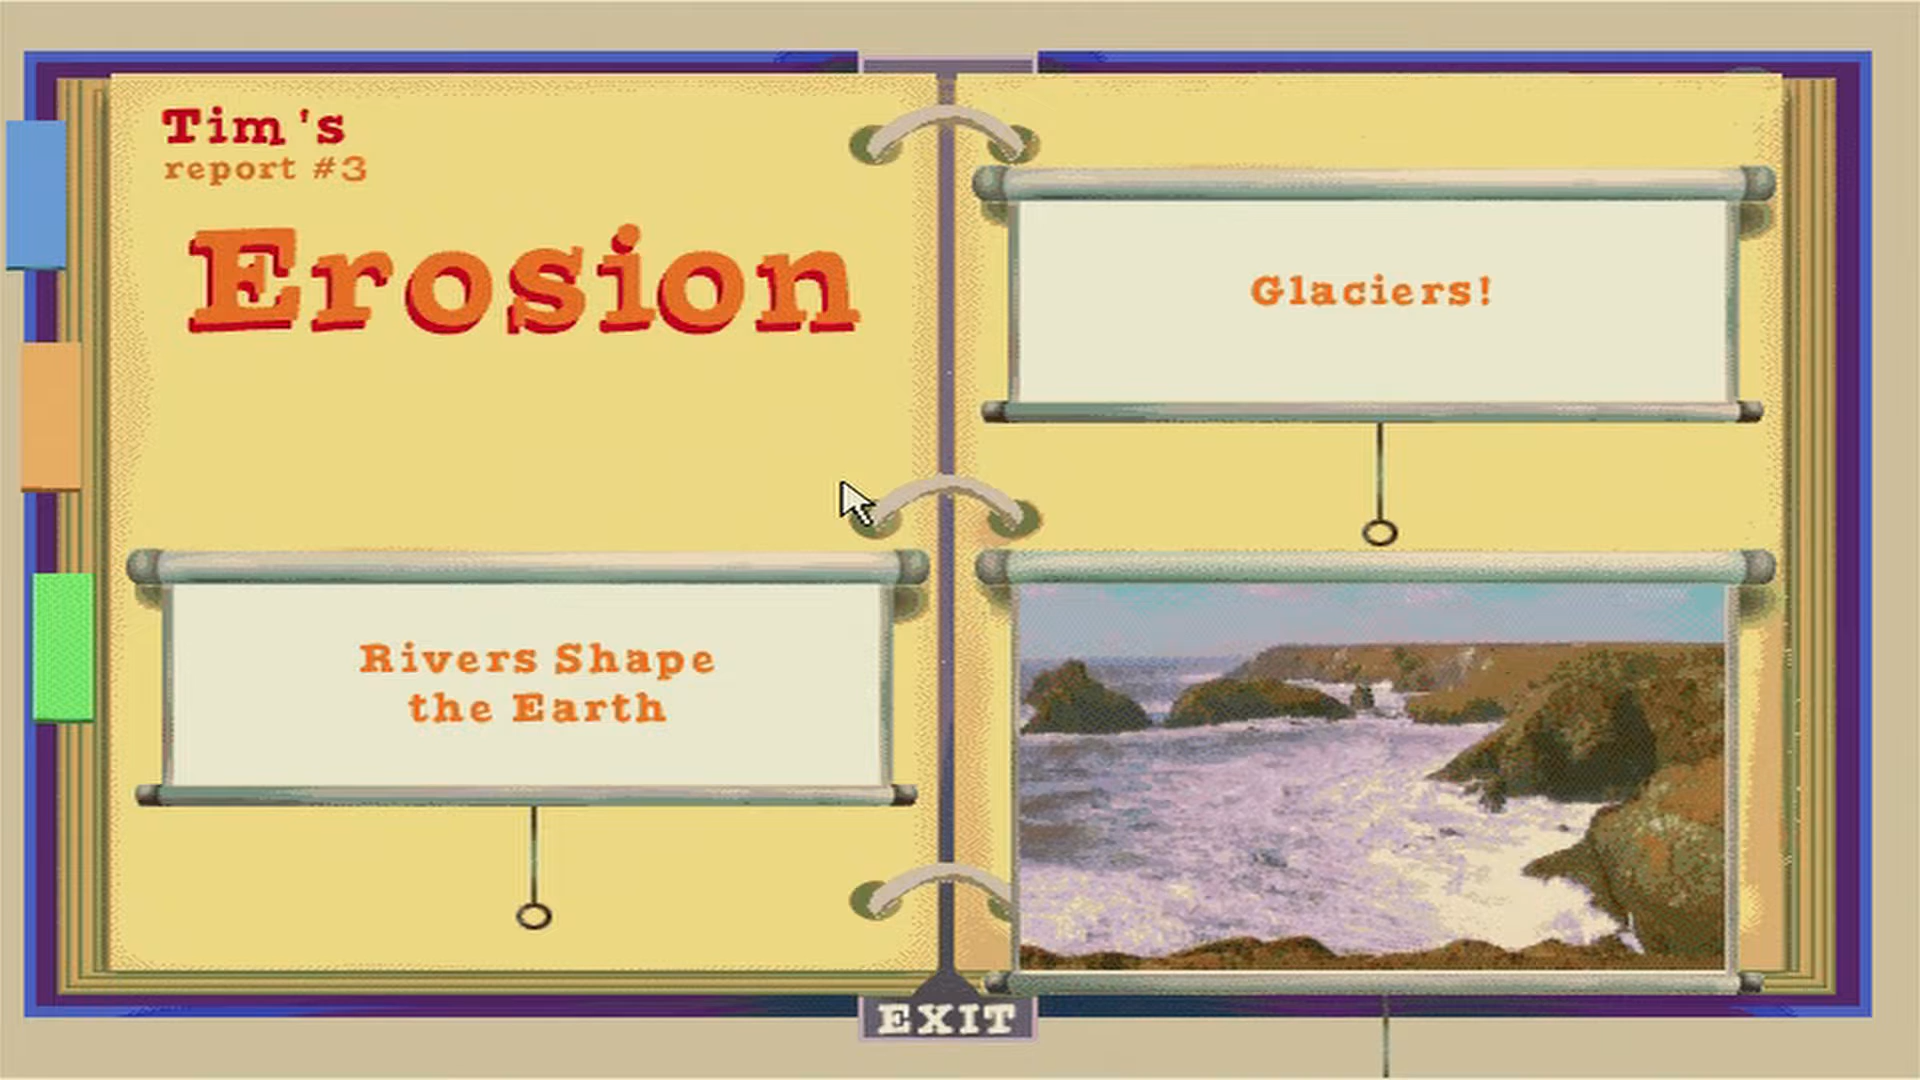 Tim's
report #3
Erosion
Glaciers!
Rivers Shape
the Earth
EXIT